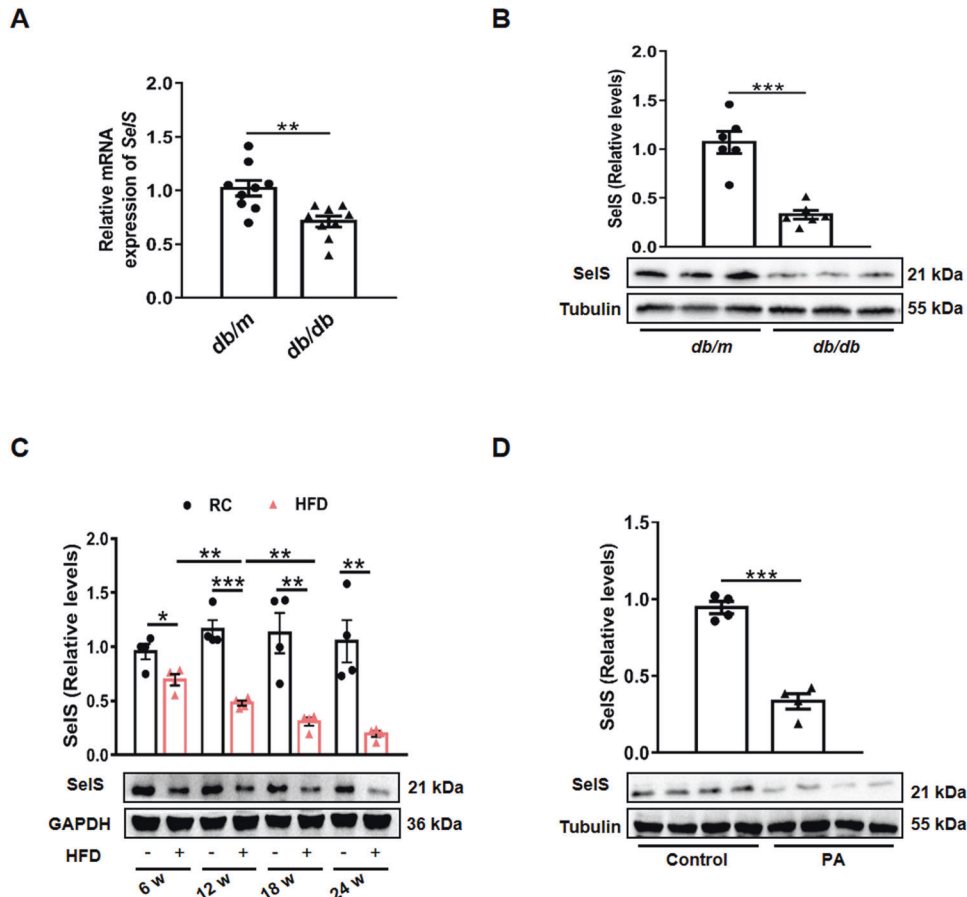 A
Relative mRNA
expression of SelS
2.0
1.5
1.0
0.5
0.0
**
db/m
db/db
B
SelS (Relative levels)
2.0
1.5
1.0
0.5
0.0
***
SelS
21 kDa
Tubulin
55 kDa
db/m
db/db
C
RC
HFD
SelS (Relative levels)
2.0
1.5
1.0
0.5
0.0
*
**
***
**
**
**
SelS
21 kDa
GAPDH
36 kDa
HFD - + - + - + - +
6 w 12 w 18 w 24 w
D
SelS (Relative levels)
1.5
1.0
0.5
0.0
***
SelS
21 kDa
Tubulin
55 kDa
Control
PA